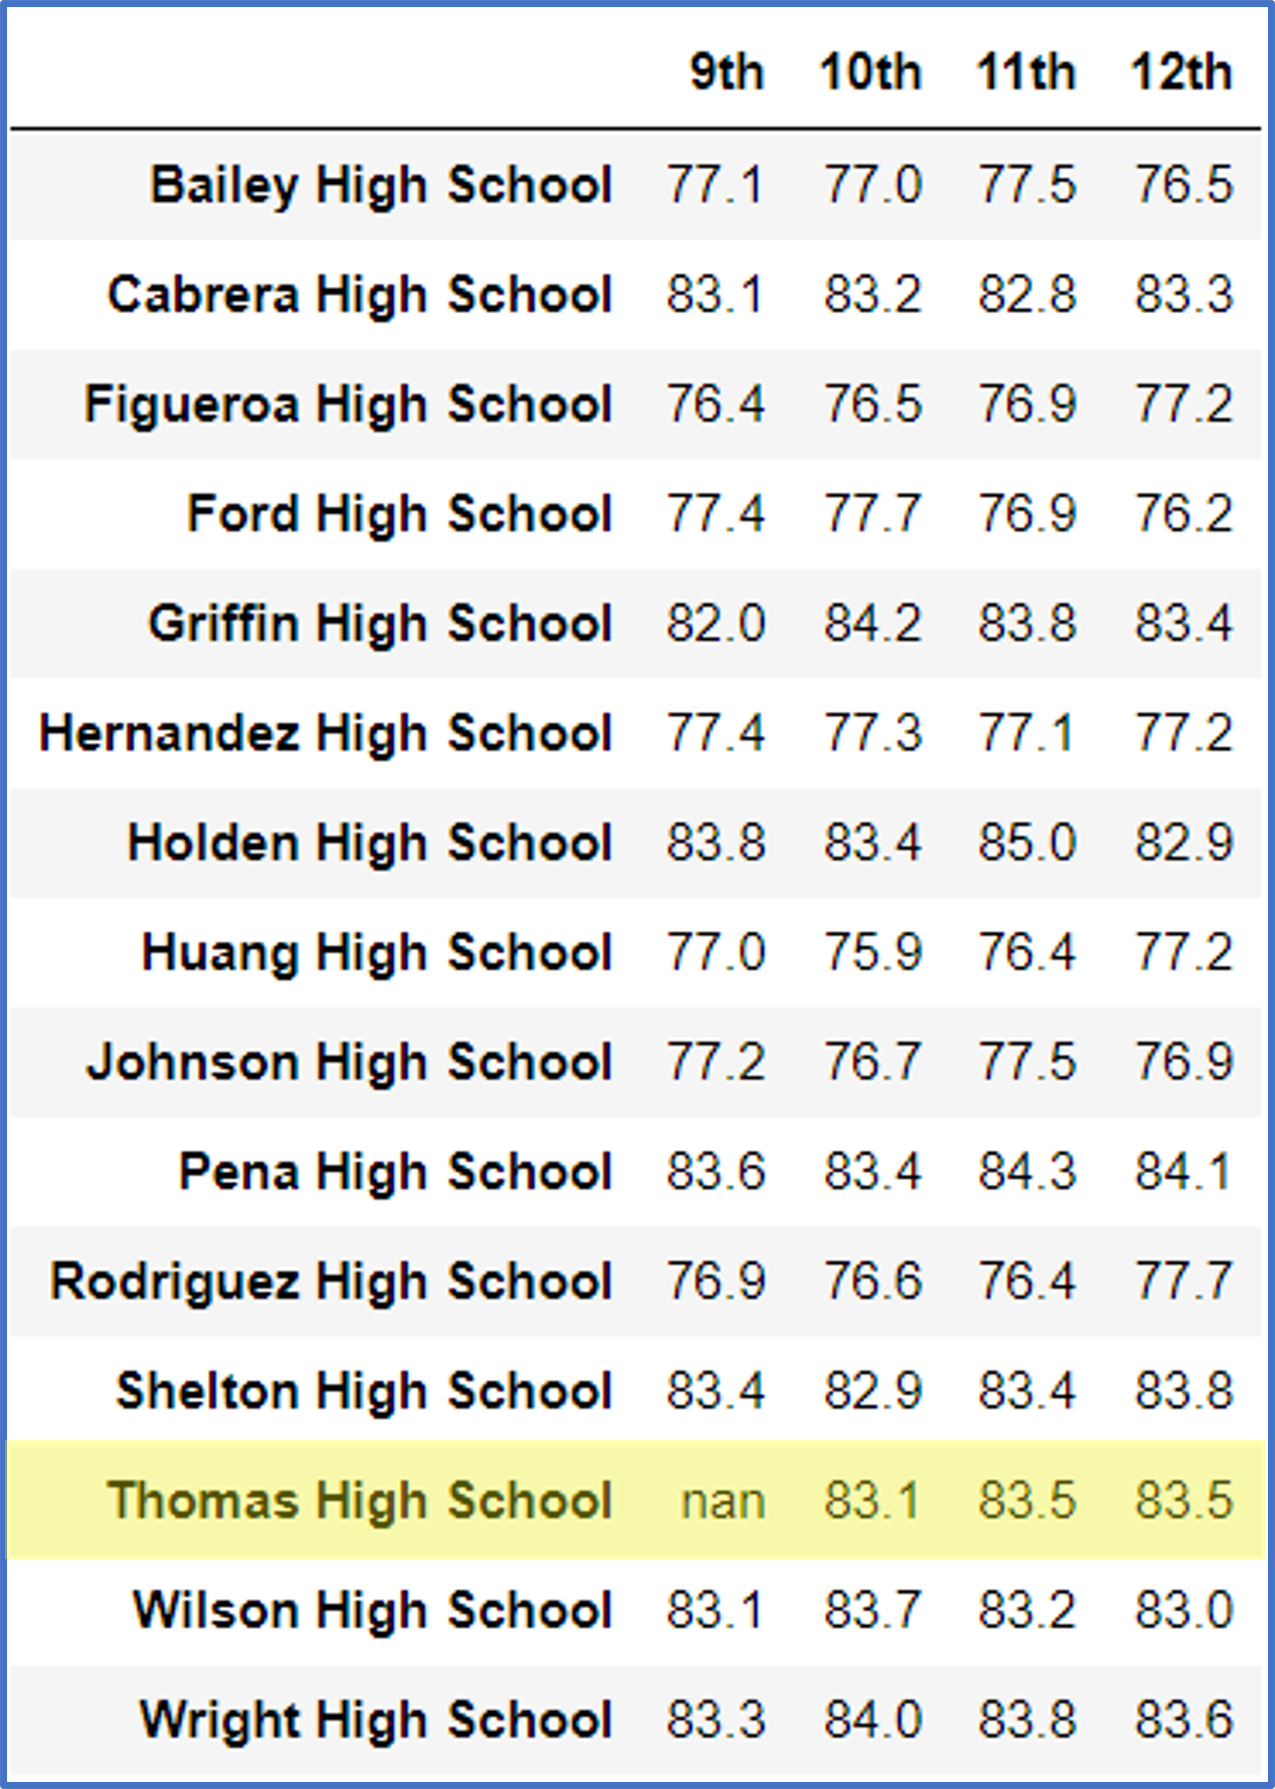 9th 10th 11th 12th
Bailey High School 77.1 77.0 77.5 76.5
Cabrera High School 83.1 83.2 82.8 83.3
Figueroa High School 76.4 76.5 76.9 77.2
Ford High School 77.4 77.7 76.9 76.2
Griffin High School 82.0 84.2 83.8 83.4
Hernandez High School 77.4 77.3 77.1 77.2
Holden High School 83.8 83.4 85.0 82.9
Huang High School 77.0 75.9 76.4 77.2
Johnson High School 77.2 76.7 77.5 76.9
Pena High School 83.6 83.4 84.3 84.1
Rodriguez High School 76.9 76.6 76.4 77.7
Shelton High School 83.4 82.9 83.4 83.8
Thomas High School nan 83.1 83.5 83.5
Wilson High School 83.1 83.7 83.2 83.0
Wright High School 83.3 84.0 83.8 83.6